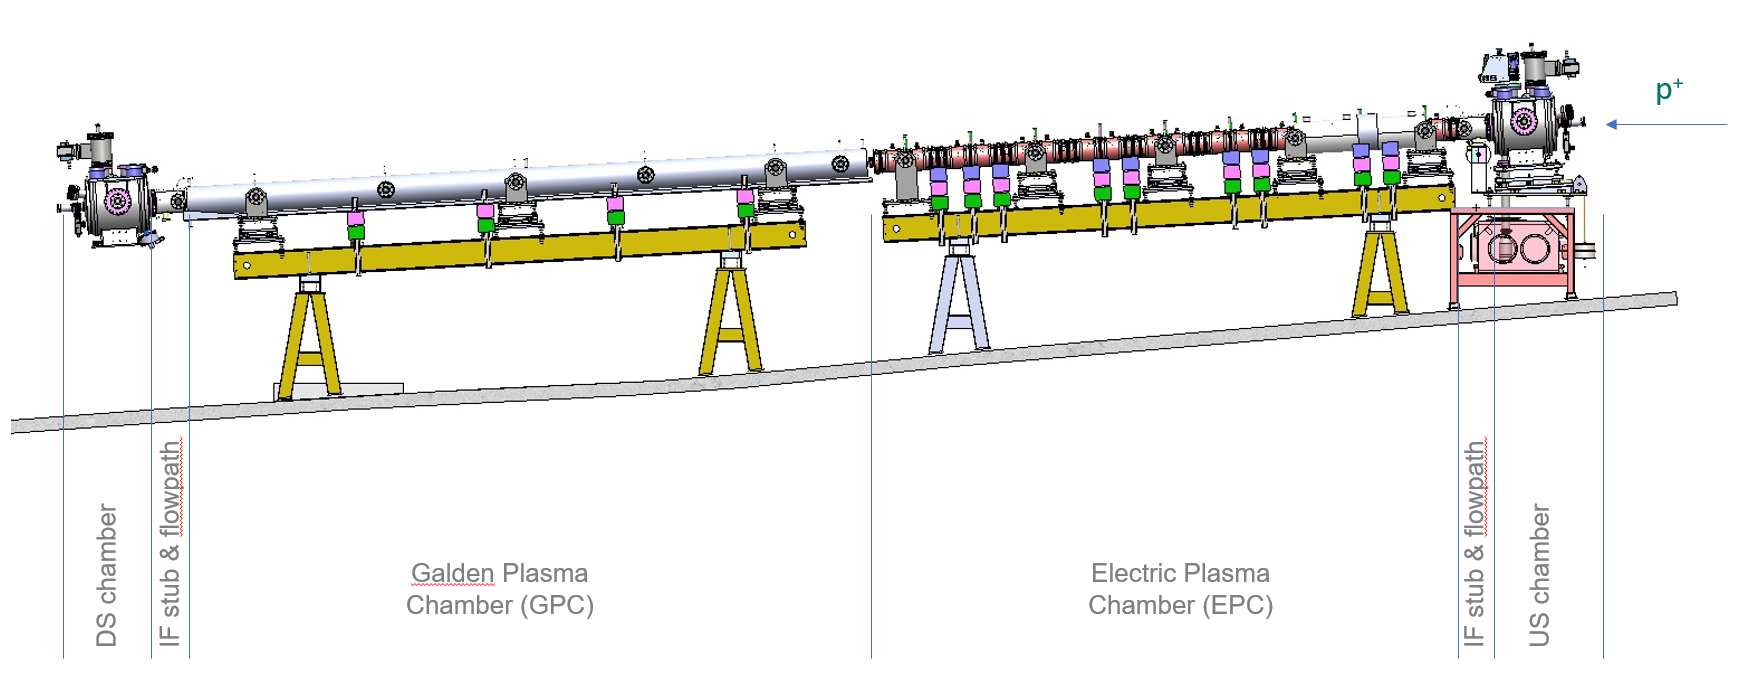 p+
DS chamber
IF stub & flowpath
Galden Plasma
Chamber (GPC)
Electric Plasma
Chamber (EPC)
IF stub & flowpath
US chamber